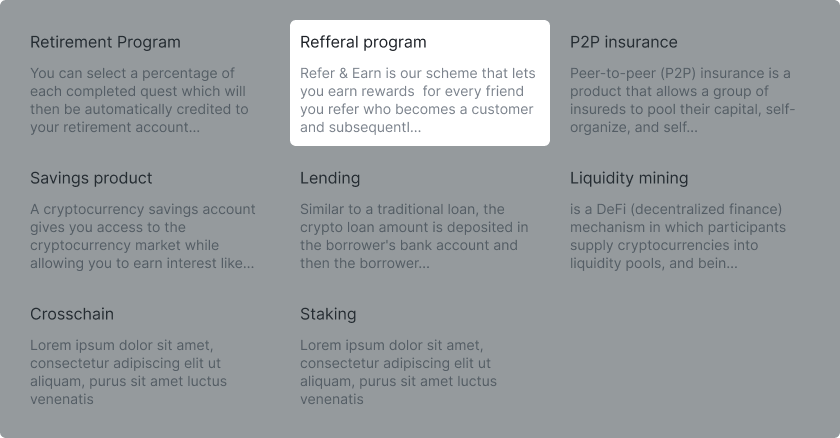 Retirement Program
You can select a percentage of
each completed quest which will
then be automatically credited to
your retirement account...
Refferal program
Refer & Earn is our scheme that lets
you earn rewards  for every friend
you refer who becomes a customer
and subsequentl...
P2P insurance
Peer-to-peer (P2P) insurance is a
product that allows a group of
insureds to pool their capital, self-
organize, and self...
Savings product
A cryptocurrency savings account
gives you access to the
cryptocurrency market while
allowing you to earn interest like...
Lending
Similar to a traditional loan, the
crypto loan amount is deposited in
the borrower's bank account and
then the borrower...
Liquidity mining
is a DeFi (decentralized finance)
mechanism in which participants
supply cryptocurrencies into
liquidity pools, and bein...
Crosschain
Lorem ipsum dolor sit amet,
consectetur adipiscing elit ut
aliquam, purus sit amet luctus
venenatis
Staking
Lorem ipsum dolor sit amet,
consectetur adipiscing elit ut
aliquam, purus sit amet luctus
venenatis